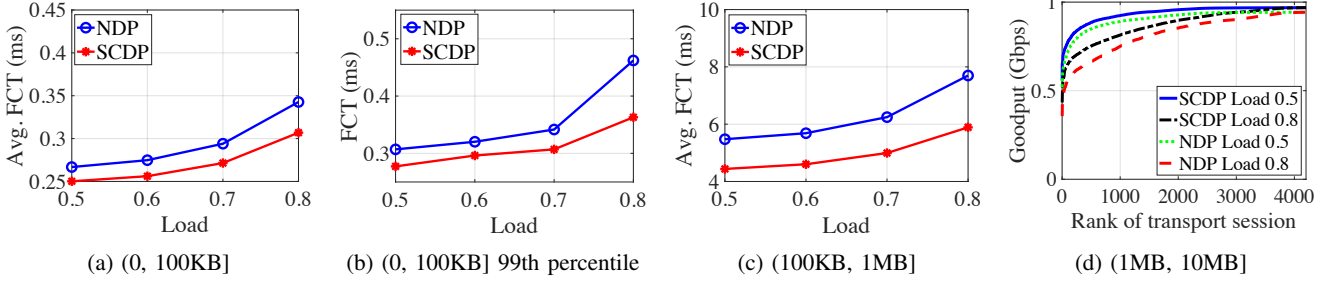 0.45
0.4
0.35
0.3
0.25
Avg. FCT (ms)
NDP
SCDP
0.5 0.6 0.7 0.8
Load
(a) (0, 100KB]
0.5
0.4
0.3
FCT (ms)
NDP
SCDP
0.5 0.6 0.7 0.8
Load
(b) (0, 100KB] 99th percentile
10
8
6
4
Avg. FCT (ms)
NDP
SCDP
0.5 0.6 0.7 0.8
Load
(c) (100KB, 1MB]
1
0.5
0
Goodput (Gbps)
SCDP Load 0.5
SCDP Load 0.8
NDP Load 0.5
NDP Load 0.8
0 1000 2000 3000 4000
Rank of transport session
(d) (1MB, 10MB]